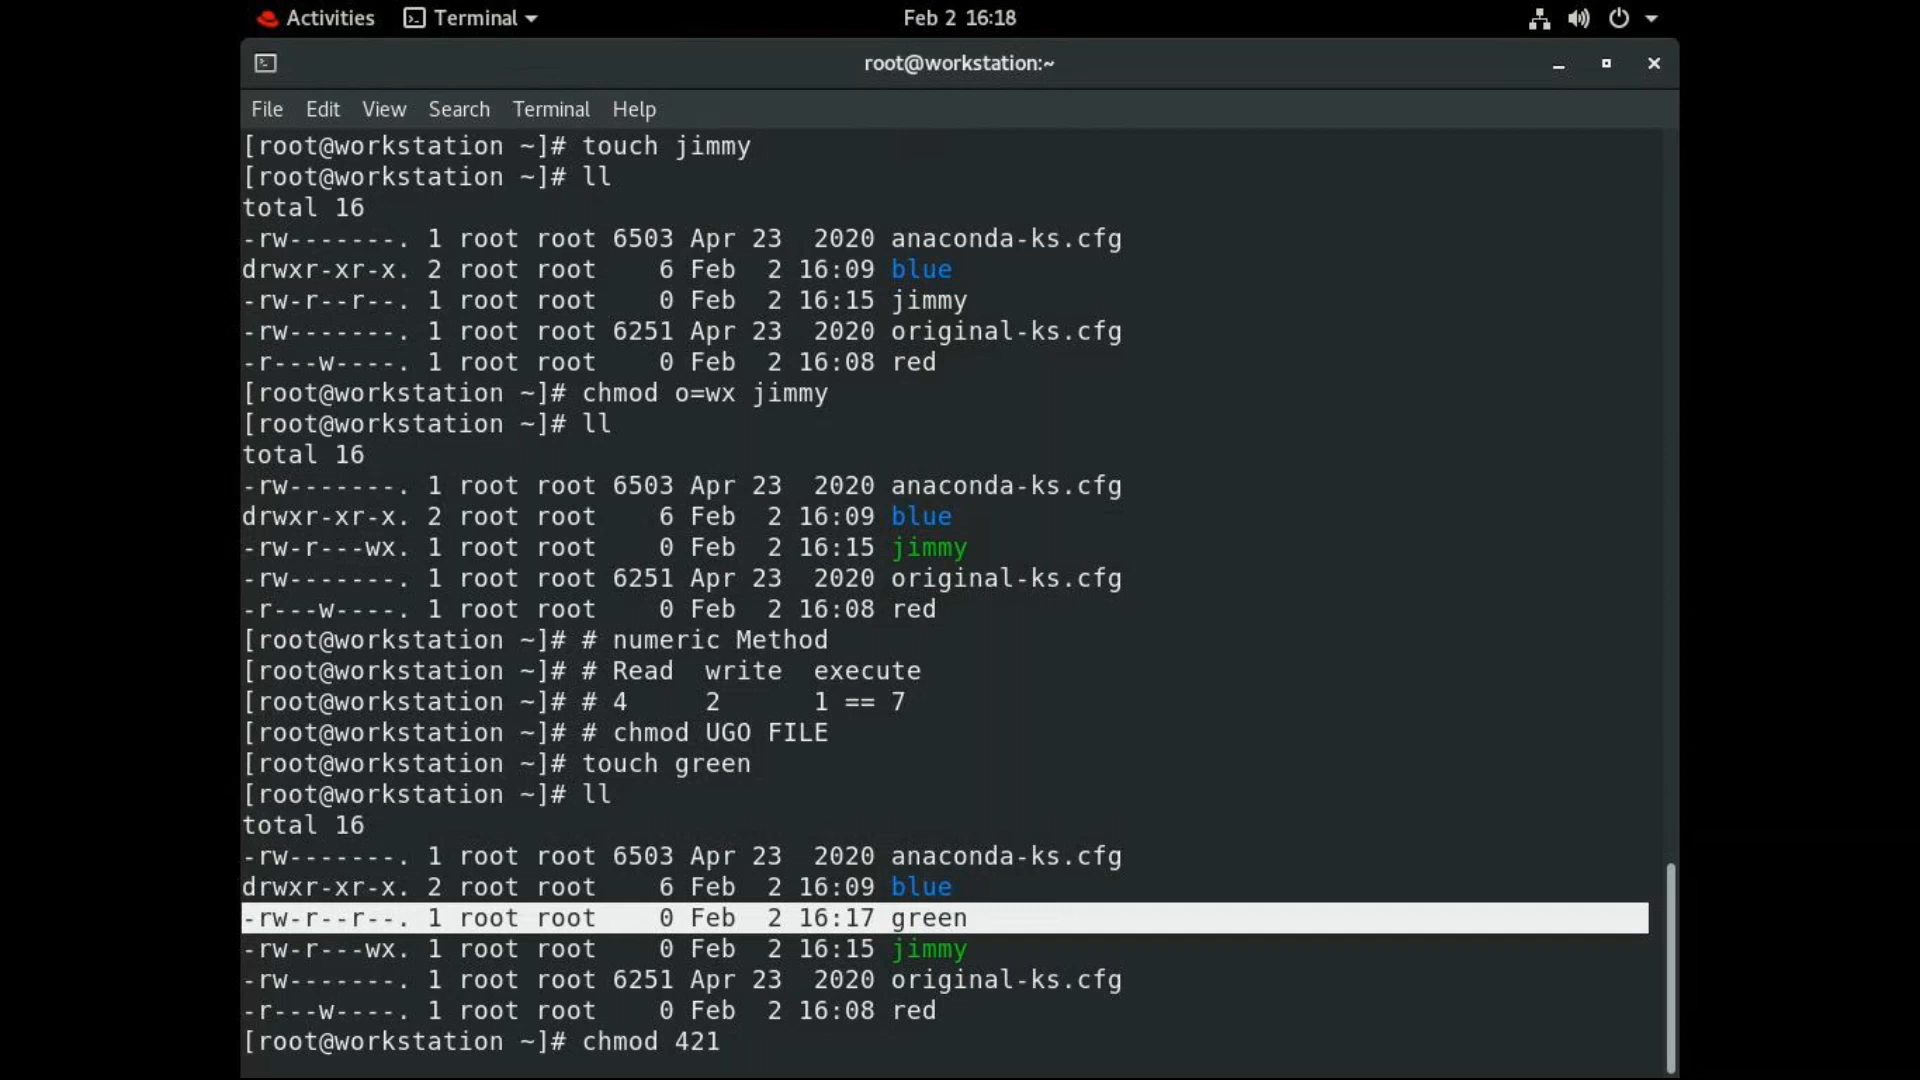 Activities Terminal Feb 2 16:18
root@workstation:~
File Edit View Search Terminal Help
[root@workstation ~]# touch jimmy
[root@workstation ~]# ll
total 16
-rw-------. 1 root root 6503 Apr 23  2020 anaconda-ks.cfg
drwxr-xr-x. 2 root root    6 Feb  2 16:09 blue
-rw-r--r--. 1 root root    0 Feb  2 16:15 jimmy
-rw-------. 1 root root 6251 Apr 23  2020 original-ks.cfg
-r---w----. 1 root root    0 Feb  2 16:08 red
[root@workstation ~]# chmod o=wx jimmy
[root@workstation ~]# ll
total 16
-rw-------. 1 root root 6503 Apr 23  2020 anaconda-ks.cfg
drwxr-xr-x. 2 root root    6 Feb  2 16:09 blue
-rw-r---wx. 1 root root    0 Feb  2 16:15 jimmy
-rw-------. 1 root root 6251 Apr 23  2020 original-ks.cfg
-r---w----. 1 root root    0 Feb  2 16:08 red
[root@workstation ~]# # numeric Method
[root@workstation ~]# # Read  write  execute
[root@workstation ~]# # 4     2      1 == 7
[root@workstation ~]# # chmod UGO FILE
[root@workstation ~]# touch green
[root@workstation ~]# ll
total 16
-rw-------. 1 root root 6503 Apr 23  2020 anaconda-ks.cfg
drwxr-xr-x. 2 root root    6 Feb  2 16:09 blue
-rw-r--r--. 1 root root    0 Feb  2 16:17 green
-rw-r---wx. 1 root root    0 Feb  2 16:15 jimmy
-rw-------. 1 root root 6251 Apr 23  2020 original-ks.cfg
-r---w----. 1 root root    0 Feb  2 16:08 red
[root@workstation ~]# chmod 421